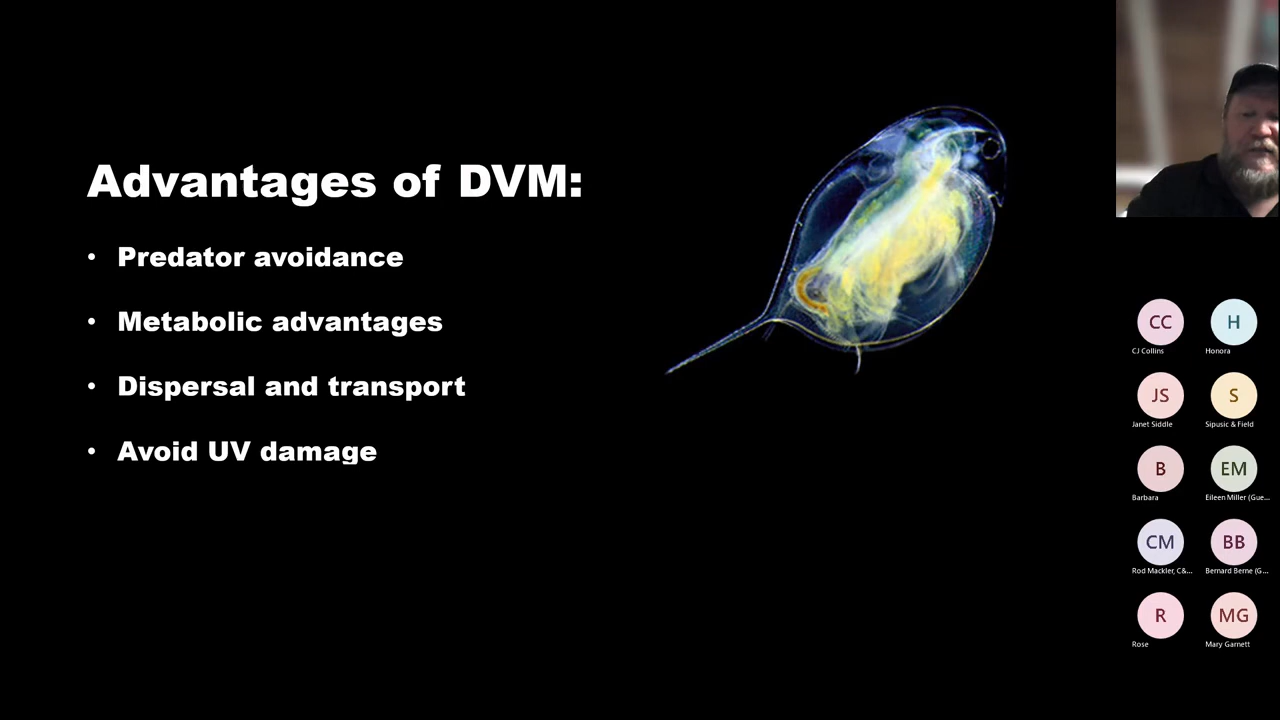 Advantages of DVM:
• Predator avoidance
• Metabolic advantages
• Dispersal and transport
• Avoid UV damage
CC
H
CJ Collins
Honora
JS
S
Janet Siddle
Sipusic & Field
B
EM
Barbara
Eileen Miller (Gue...
CM
BB
Rod Mackler, C&...
Bernard Berne (G...
R
MG
Rose
Mary Garnett